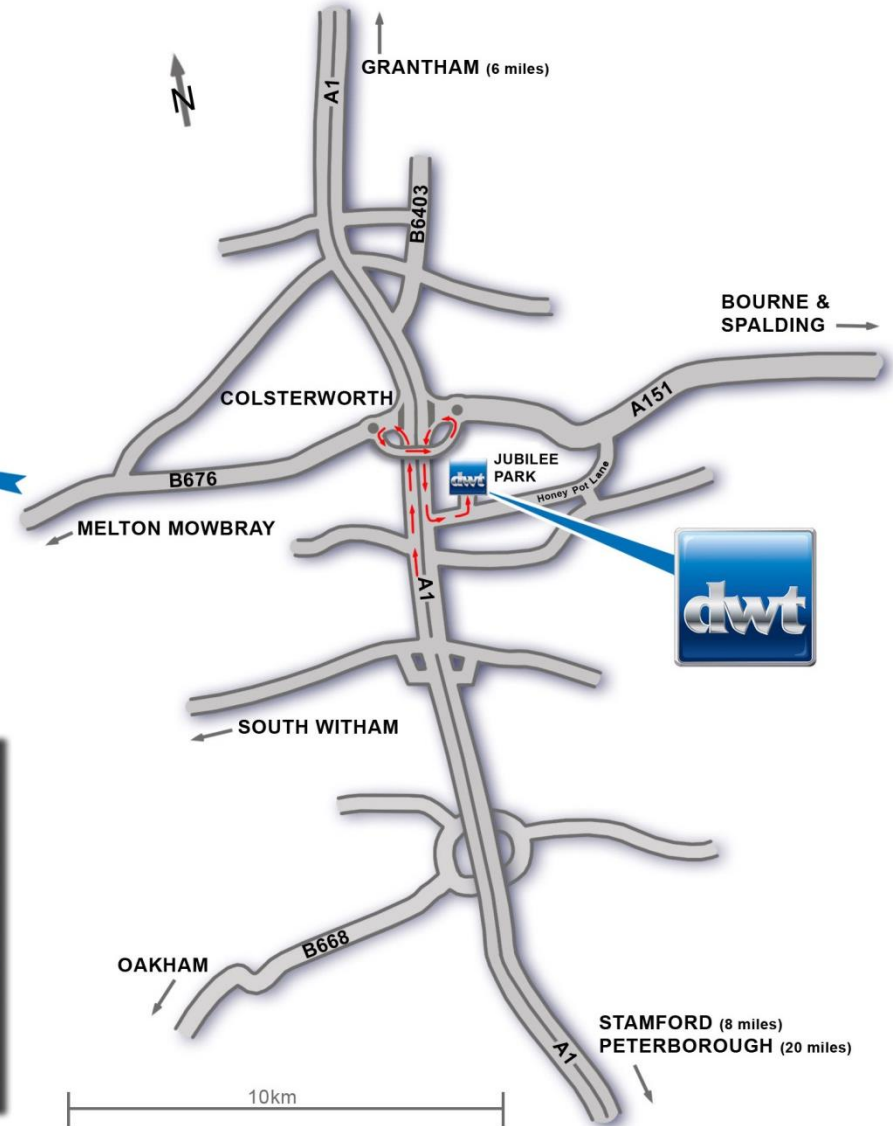 GRANTHAM (6 miles)
N
A1
B6403
BOURNE &
SPALDING
COLSTERWORTH
A151
B676
JUBILEE
PARK
dwt
Honey Pot Lane
MELTON MOWBRAY
A1
dwt
SOUTH WITHAM
B668
OAKHAM
STAMFORD (8 miles)
PETERBOROUGH (20 miles)
A1
10km